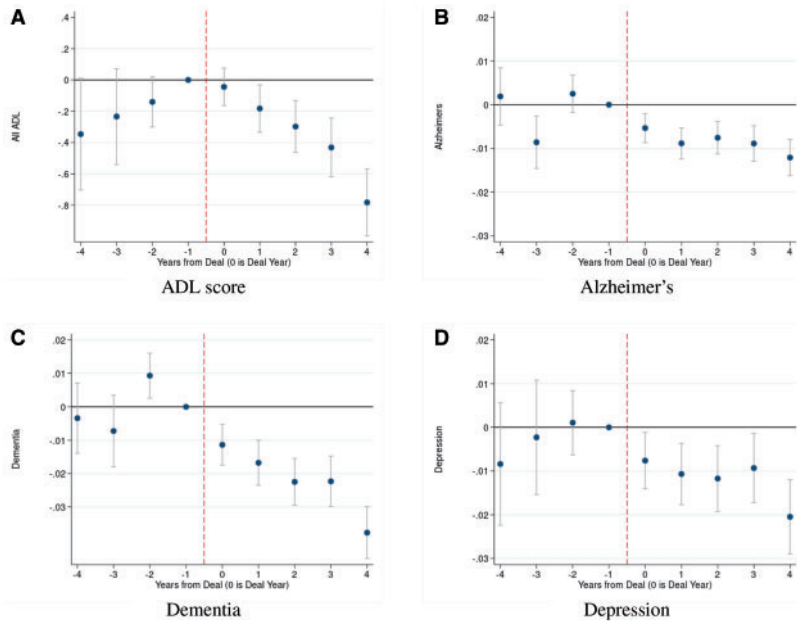 A
.4
.2
0
-.2
-.4
-.6
-.8
All ADL
-4 -3 -2 -1 0 1 2 3 4
Years from Deal (0 is Deal Year)
ADL score
B
.02
.01
0
-.01
-.02
-.03
Alzheimers
-4 -3 -2 -1 0 1 2 3 4
Years from Deal (0 is Deal Year)
Alzheimer's
C
.02
.01
0
-.01
-.02
-.03
Dementia
-4 -3 -2 -1 0 1 2 3 4
Years from Deal (0 is Deal Year)
Dementia
D
.02
.01
0
-.01
-.02
-.03
Depression
-4 -3 -2 -1 0 1 2 3 4
Years from Deal (0 is Deal Year)
Depression